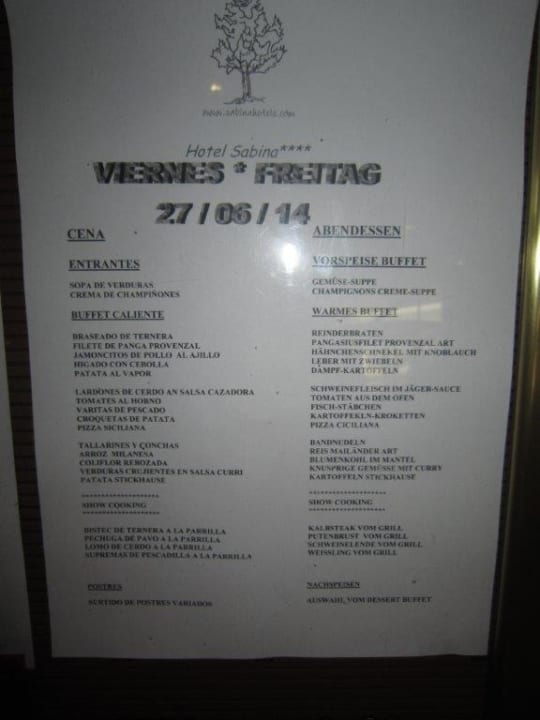 www.sabinahotels.com
Hotel Sabina****
VIERNES * FREITAG
27 / 06 / 14
CENA
ENTRANTES
SOPA DE VERDURAS
CREMA DE CHAMPIÑONES
BUFFET CALIENTE
BRASEADO DE TERNERA
FILETE DE PANGA PROVENZAL
JAMONCITOS DE POLLO AL AJILLO
HIGADO CON CEBOLLA
PATATA AL VAPOR
LARDONES DE CERDO AN SALSA CAZADORA
TOMATES AL HORNO
VARITAS DE PESCADO
CROQUETAS DE PATATA
PIZZA SICILIANA
TALLARINES Y CONCHAS
ARROZ MILANESA
COLIFLOR REBOZADA
VERDURAS CRUJIENTES EN SALSA CURRI
PATATA STICKHAUSE
********************
SHOW COOKING
********************
BISTEC DE TERNERA A LA PARRILLA
PECHUGA DE PAVO A LA PARRILLA
LOMO DE CERDO A LA PARRILLA
SUPREMAS DE PESCADILLA A LA PARRILLA
POSTRES
SURTIDO DE POSTRES VARIADOS
ABENDESSEN
VORSPEISE BUFFET
GEMÜSE-SUPPE
CHAMPIGNONS CREME-SUPPE
WARMES BUFFET
REINDERBRATEN
PANGASIUSFILET PROVENZAL ART
HÄHNCHENSCHNEKEL MIT KNOBLAUCH
LEBER MIT ZWIEBELN
DAMPF-KARTOFFELN
SCHWEINEFLEISCH IM JÄGER-SAUCE
TOMATEN AUS DEM OFEN
FISCH-STÄBCHEN
KARTOFFEKLN-KROKETTEN
PIZZA CICILIANA
BANDNUDELN
REIS MAILÄNDER ART
BLUMENKOHL IM MANTEL
KNUSPRIGE GEMÜSSE MIT CURRY
KARTOFFELN STICKHAUSE
********************
SHOW COOKING
********************
KALBSTEAK VOM GRILL
PUTENBRUST VOM GRILL
SCHWEINELENDE VOM GRILL
WEISSLING VOM GRILL
NACHSPEISEN
AUSWAHL, VOM DESSERT BUFFET